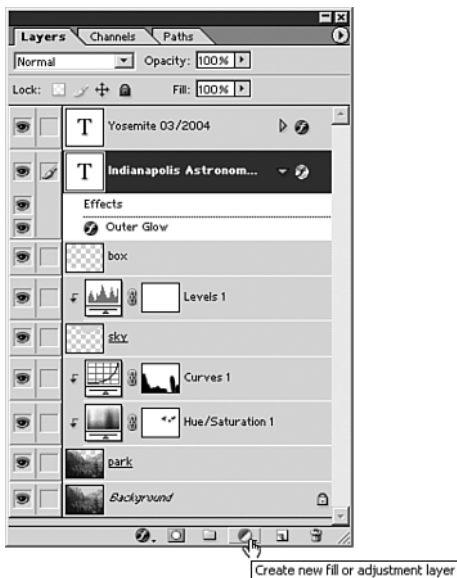 Layers Channels Paths
Normal Opacity: 100%
Lock: Fill: 100%
T Yosemite 03/2004
T Indianapolis Astronom...
Effects
Outer Glow
box
Levels 1
sky
Curves 1
Hue/Saturation 1
park
Background
Create new fill or adjustment layer